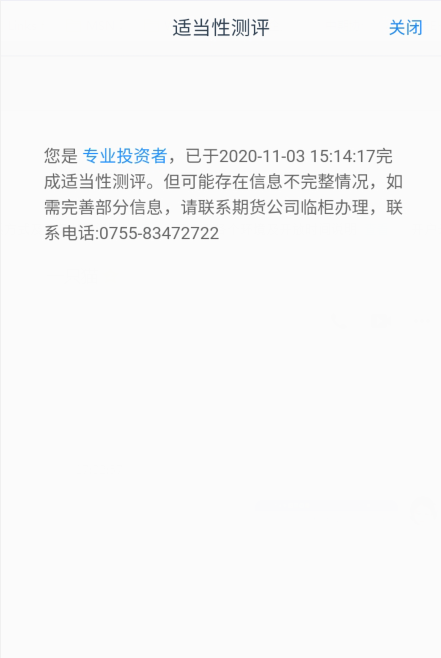 适当性测评
关闭
您是 专业投资者，已于2020-11-03 15:14:17完
成适当性测评。但可能存在信息不完整情况，如
需完善部分信息，请联系期货公司临柜办理，联
系电话:0755-83472722